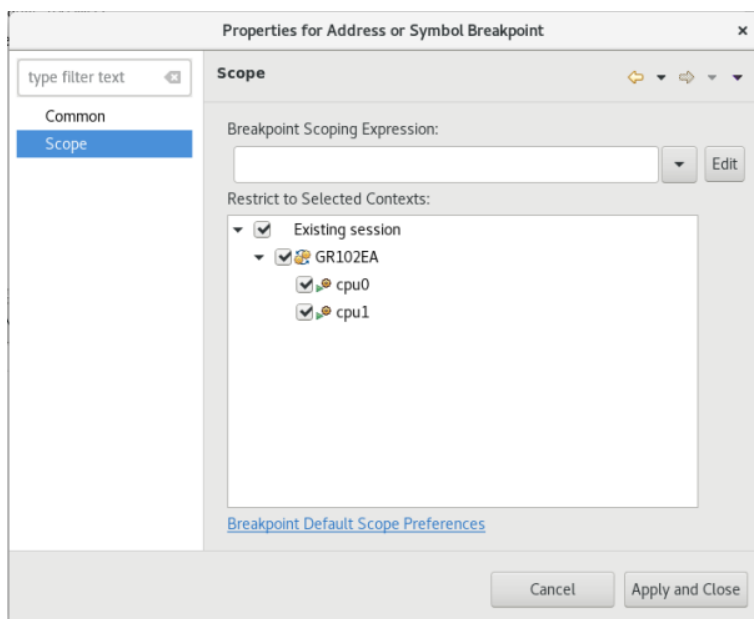 Properties for Address or Symbol Breakpoint
type filter text
Common
Scope
Scope
Breakpoint Scoping Expression:
Edit
Restrict to Selected Contexts:
Existing session
GR102EA
cpu0
cpu1
Breakpoint Default Scope Preferences
Cancel
Apply and Close